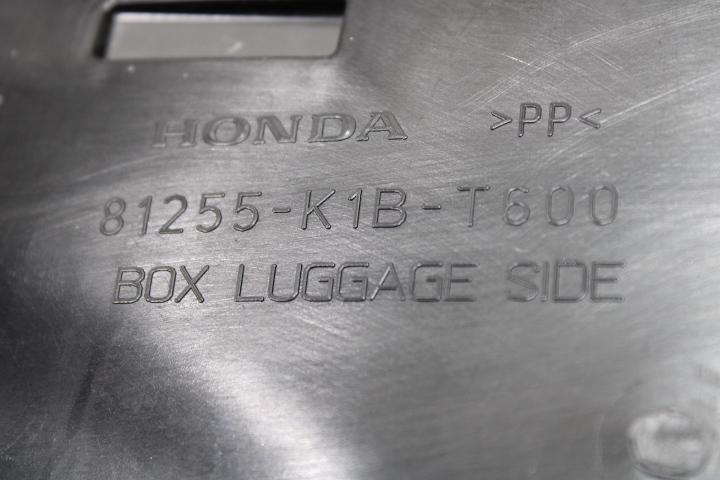 HONDA >PP<
81255-K1B-T600
BOX LUGGAGE SIDE